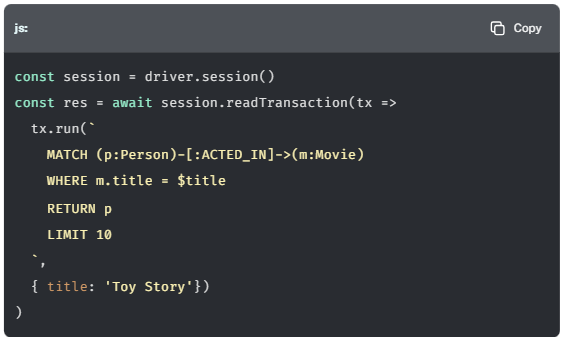 js:
Copy
const session = driver.session()
const res = await session.readTransaction(tx =>
  tx.run(`
    MATCH (p:Person)-[:ACTED_IN]->(m:Movie)
    WHERE m.title = $title
    RETURN p
    LIMIT 10
  `,
  { title: 'Toy Story'})
)